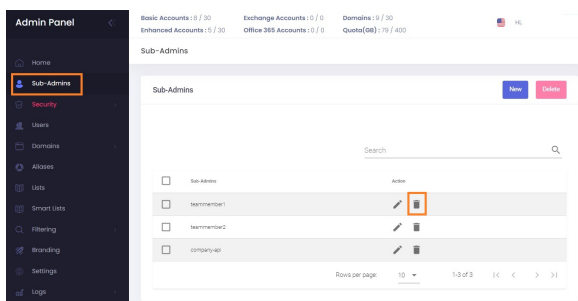 Admin Panel
Basic Accounts : 8 / 30
Exchange Accounts : 0 / 0
Domains : 9 / 30
Enhanced Accounts : 5 / 30
Office 365 Accounts : 0 / 0
Quota(GB) : 79 / 400
Hi,
Sub-Admins
Home
Sub-Admins
Security
Users
Domains
Aliases
Lists
Smart Lists
Filtering
Branding
Settings
Logs
Sub-Admins
New
Delete
Search
Sub-Admins
Action
teammember1
teammember2
company-api
Rows per page:
10
1-3 of 3